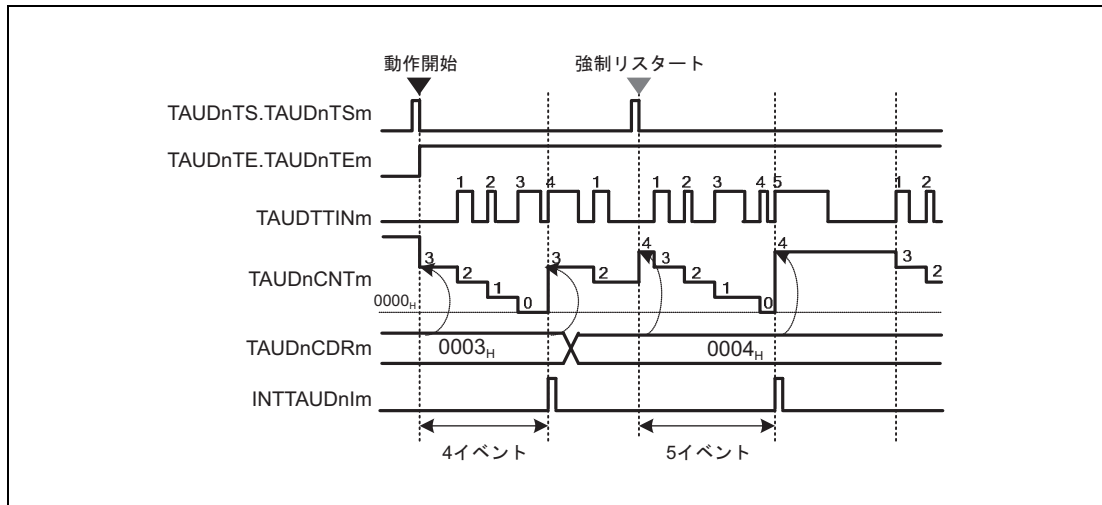 動作開始 強制リスタート
TAUDnTS.TAUDnTSm
TAUDnTE.TAUDnTEm
1 2 3 4 1 1 2 3 4 5 1 2
TAUDTTINm
4 4
3 3 3 3
TAUDnCNTm 2 2 2 2
1 1
0000H 0 0
TAUDnCDRm 0003H 0004H
INTTAUDnIm
4イベント 5イベント